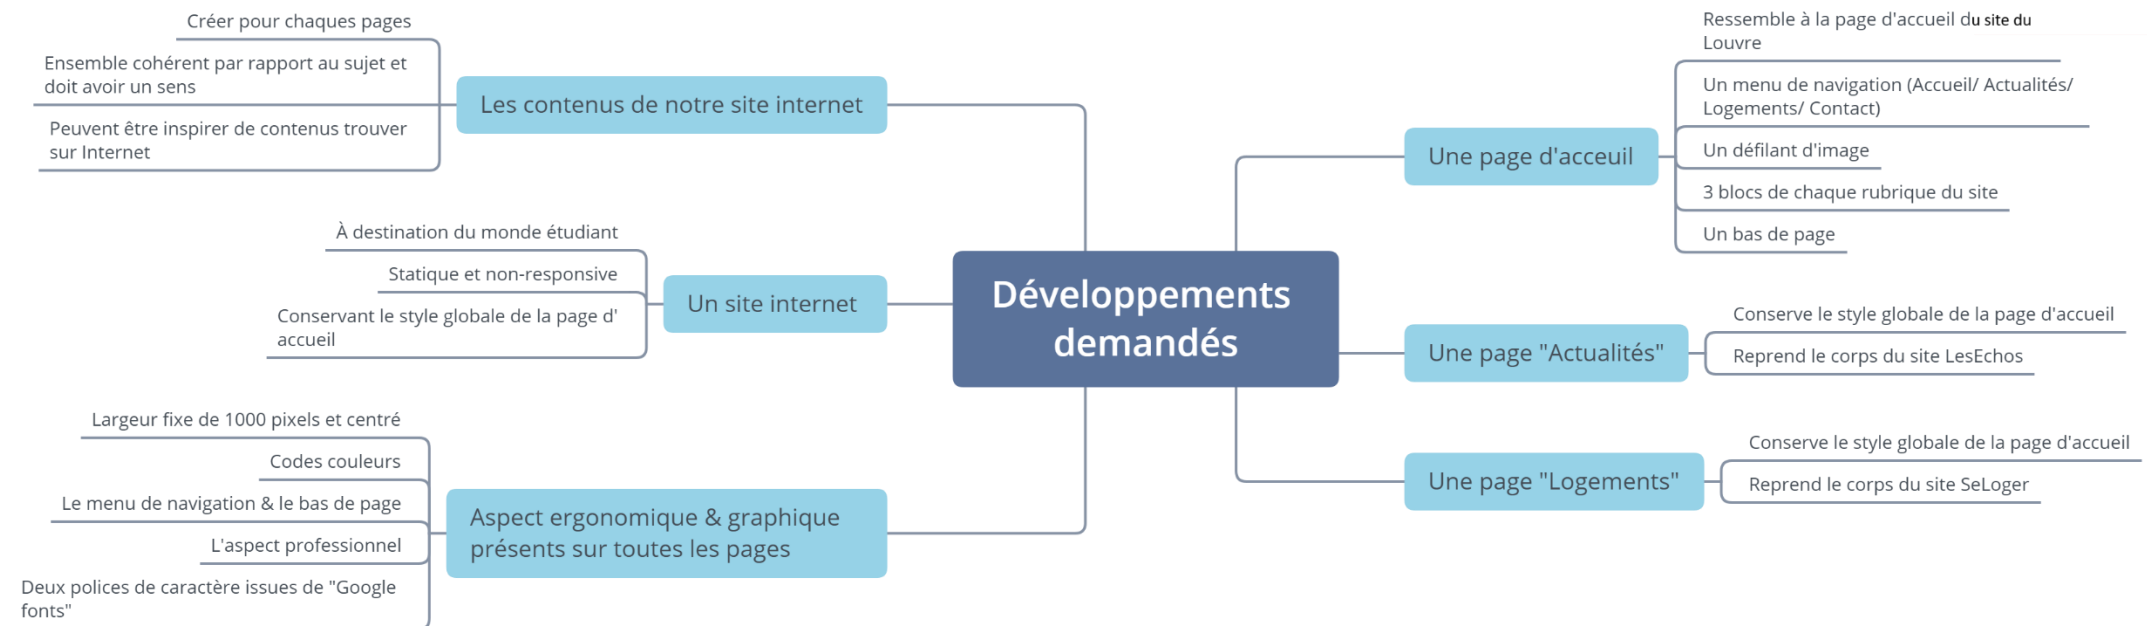 Développements
demandés
Les contenus de notre site internet
Créer pour chaques pages
Ensemble cohérent par rapport au sujet et
doit avoir un sens
Peuvent être inspirer de contenus trouver
sur Internet
Un site internet
À destination du monde étudiant
Statique et non-responsive
Conservant le style globale de la page d'
accueil
Aspect ergonomique & graphique
présents sur toutes les pages
Largeur fixe de 1000 pixels et centré
Codes couleurs
Le menu de navigation & le bas de page
L'aspect professionnel
Deux polices de caractère issues de "Google
fonts"
Une page d'acceuil
Ressemble à la page d'accueil du site du
Louvre
Un menu de navigation (Accueil/ Actualités/
Logements/ Contact)
Un défilant d'image
3 blocs de chaque rubrique du site
Un bas de page
Une page "Actualités"
Conserve le style globale de la page d'accueil
Reprend le corps du site LesEchos
Une page "Logements"
Conserve le style globale de la page d'accueil
Reprend le corps du site SeLoger